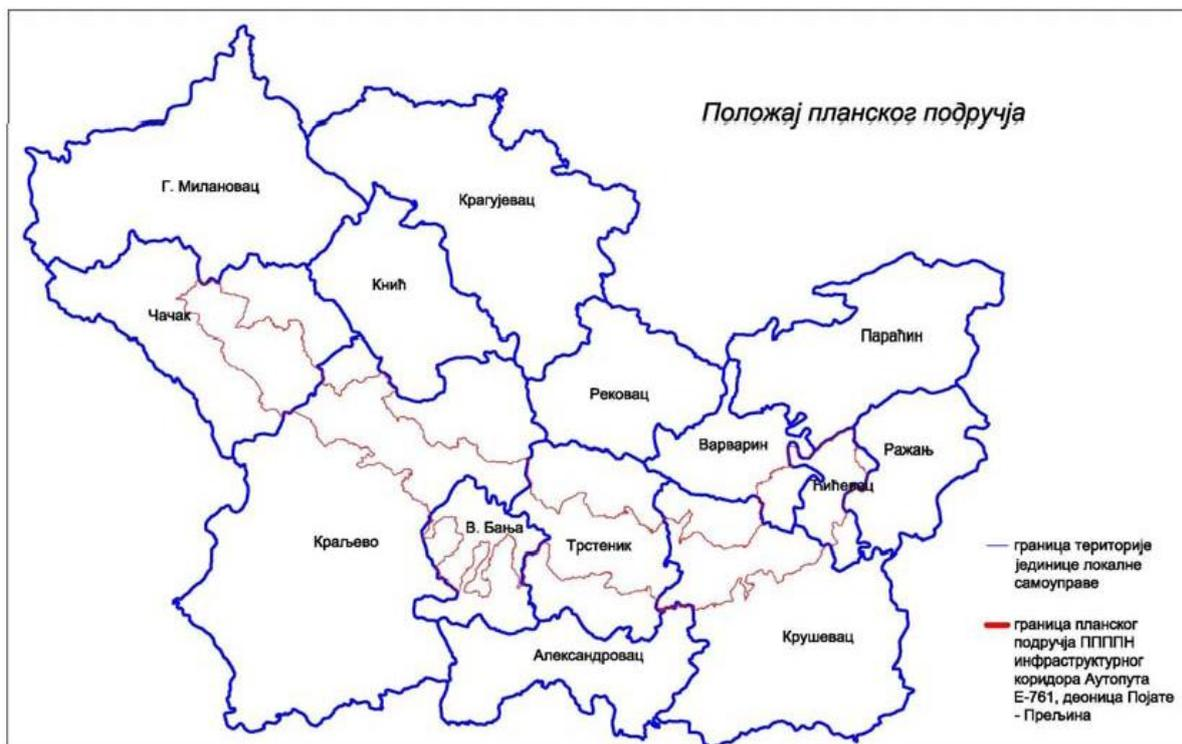 Положај планског подручја
Г. Милановац
Крагујевац
Кнић
Чачак
Параћин
Рековац
Варварин
Ражањ
Ћићевац
В. Бања
Краљево
Трстеник
Крушевац
Александровац
граница територије
јединице локалне
самоуправе
граница планског
подручја ППППН
инфраструктурног
коридора Аутопута
Е-761, деоница Појате
- Прељина